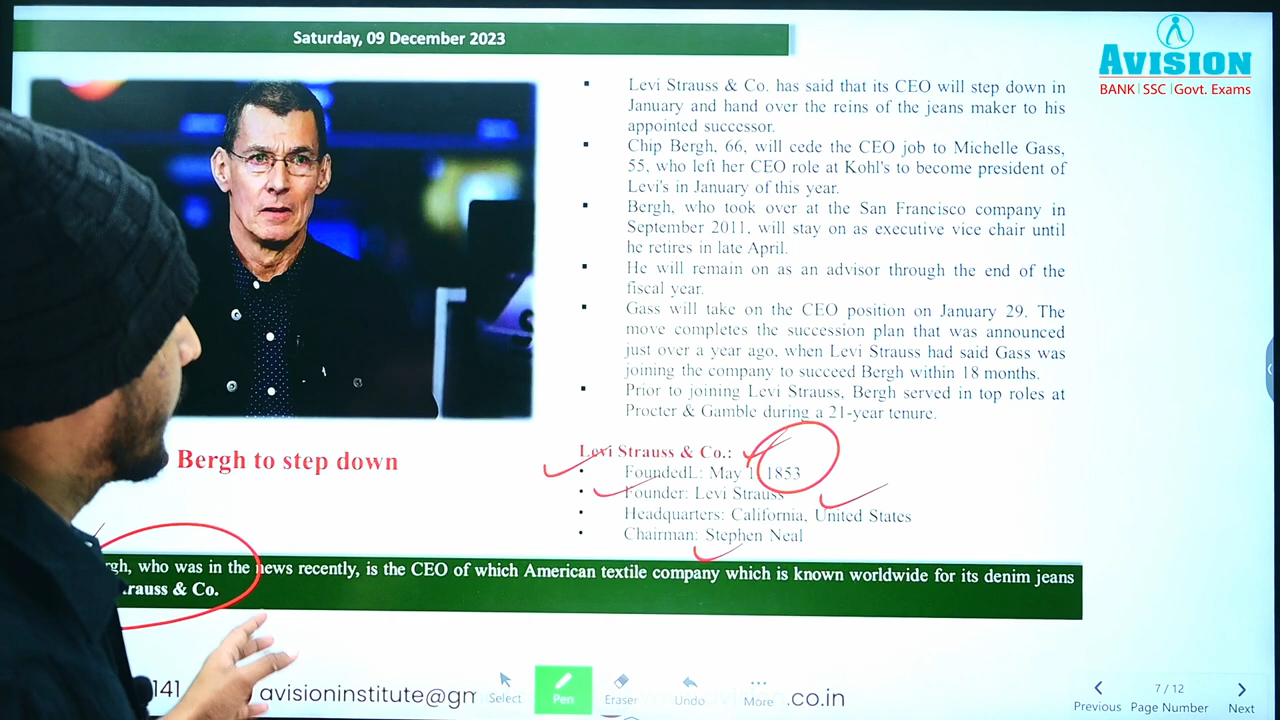 Saturday, 09 December 2023
AVISION
BANK | SSC | Govt. Exams
Levi Strauss & Co. has said that its CEO will step down in
January and hand over the reins of the jeans maker to his
appointed successor.
Chip Bergh, 66, will cede the CEO job to Michelle Gass,
55, who left her CEO role at Kohl's to become president of
Levi's in January of this year.
Bergh, who took over at the San Francisco company in
September 2011, will stay on as executive vice chair until
he retires in late April.
He will remain on as an advisor through the end of the
fiscal year.
Gass will take on the CEO position on January 29. The
move completes the succession plan that was announced
just over a year ago, when Levi Strauss had said Gass was
joining the company to succeed Bergh within 18 months.
Prior to joining Levi Strauss, Bergh served in top roles at
Procter & Gamble during a 21-year tenure.
Bergh to step down
Levi Strauss & Co.:
FoundedL: May 1, 1853
Founder: Levi Strauss
Headquarters: California, United States
Chairman: Stephen Neal
rgh, who was in the news recently, is the CEO of which American textile company which is known worldwide for its denim jeans
rauss & Co.
141 avisioninstitute@gm .co.in
Select Pen Eraser Undo More
Previous 7 / 12 Page Number Next